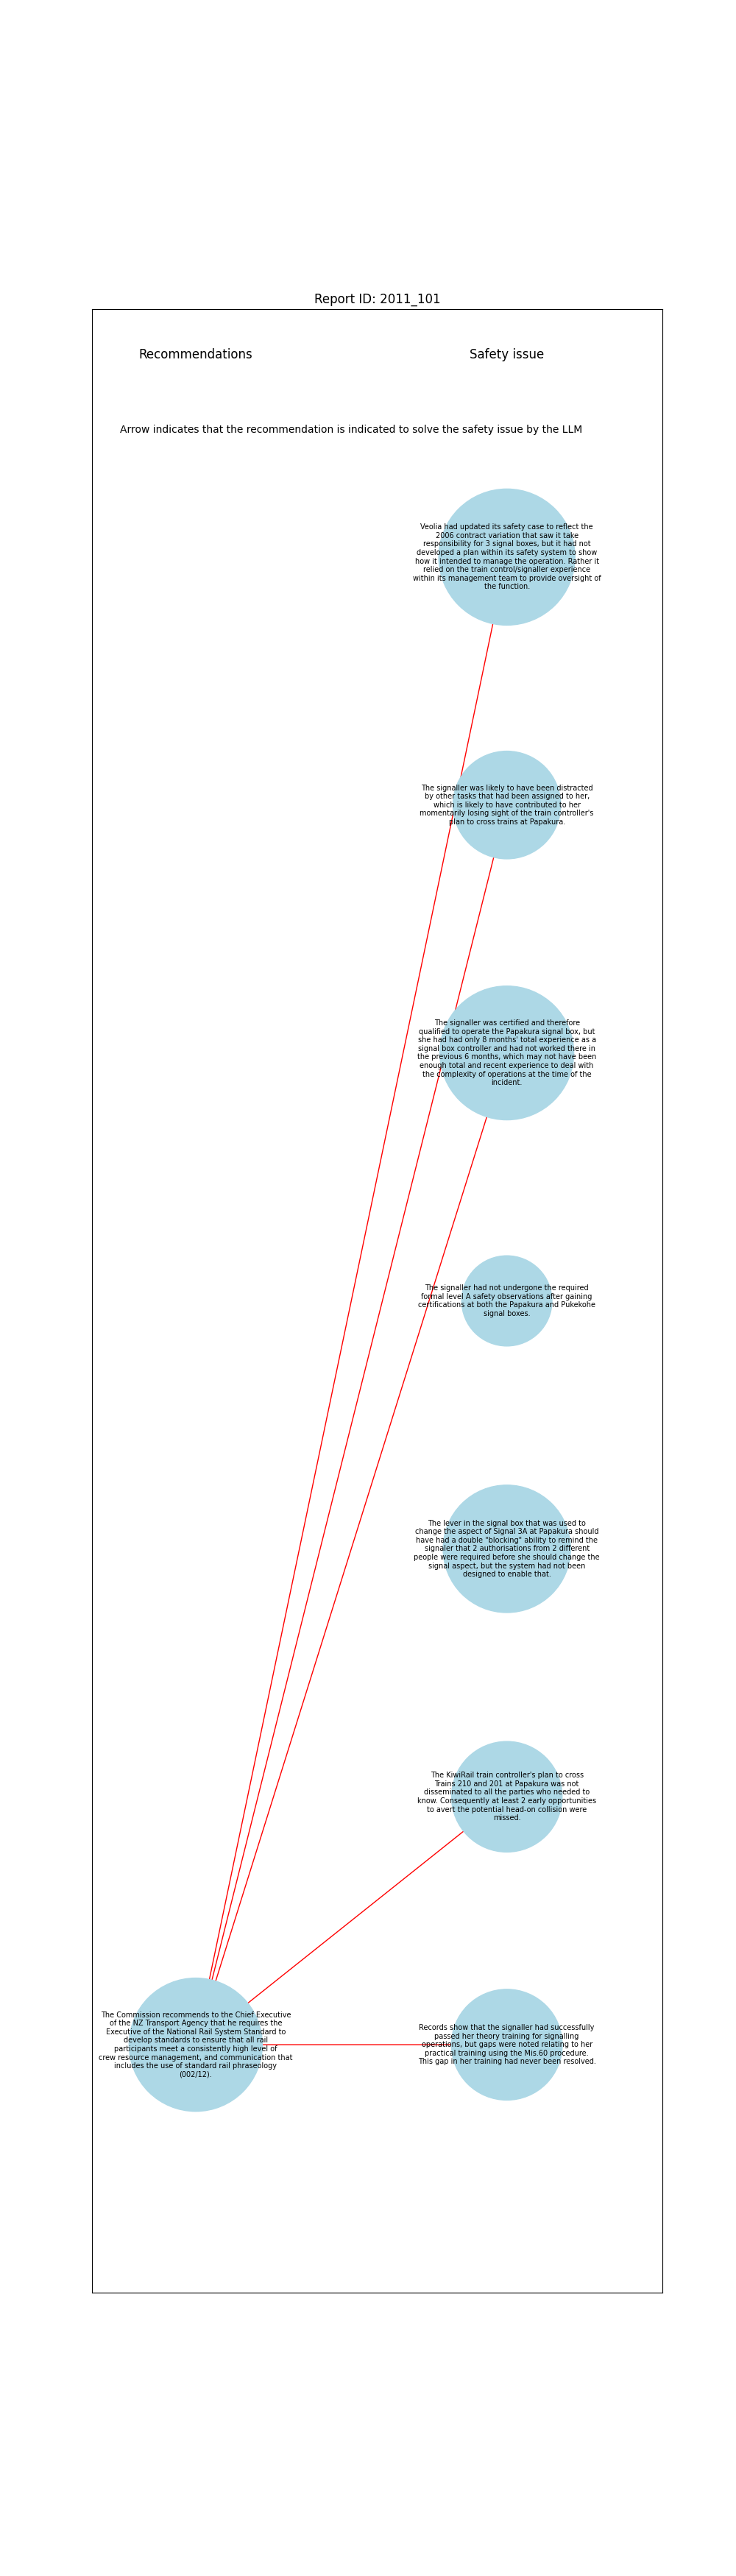 Report ID: 2011_101
Recommendations
Safety issue
Arrow indicates that the recommendation is indicated to solve the safety issue by the LLM
Veolia had updated its safety case to reflect the
2006 contract variation that saw it take
responsibility for 3 signal boxes, but it had not
developed a plan within its safety system to show
how it intended to manage the operation. Rather it
relied on the train control/signaller experience
within its management team to provide oversight of
the function.
The signaller was likely to have been distracted
by other tasks that had been assigned to her,
which is likely to have contributed to her
momentarily losing sight of the train controller's
plan to cross trains at Papakura.
The signaller was certified and therefore
qualified to operate the Papakura signal box, but
she had had only 8 months' total experience as a
signal box controller and had not worked there in
the previous 6 months, which may not have been
enough total and recent experience to deal with
the complexity of operations at the time of the
incident.
The signaller had not undergone the required
formal level A safety observations after gaining
certifications at both the Papakura and Pukekohe
signal boxes.
The lever in the signal box that was used to
change the aspect of Signal 3A at Papakura should
have had a double "blocking" ability to remind the
signaler that 2 authorisations from 2 different
people were required before she should change the
signal aspect, but the system had not been
designed to enable that.
The KiwiRail train controller's plan to cross
Trains 210 and 201 at Papakura was not
disseminated to all the parties who needed to
know. Consequently at least 2 early opportunities
to avert the potential head-on collision were
missed.
The Commission recommends to the Chief Executive
of the NZ Transport Agency that he requires the
Executive of the National Rail System Standard to
develop standards to ensure that all rail
participants meet a consistently high level of
crew resource management, and communication that
includes the use of standard rail phraseology
(002/12).
Records show that the signaller had successfully
passed her theory training for signalling
operations, but gaps were noted relating to her
practical training using the Mis.60 procedure.
This gap in her training had never been resolved.